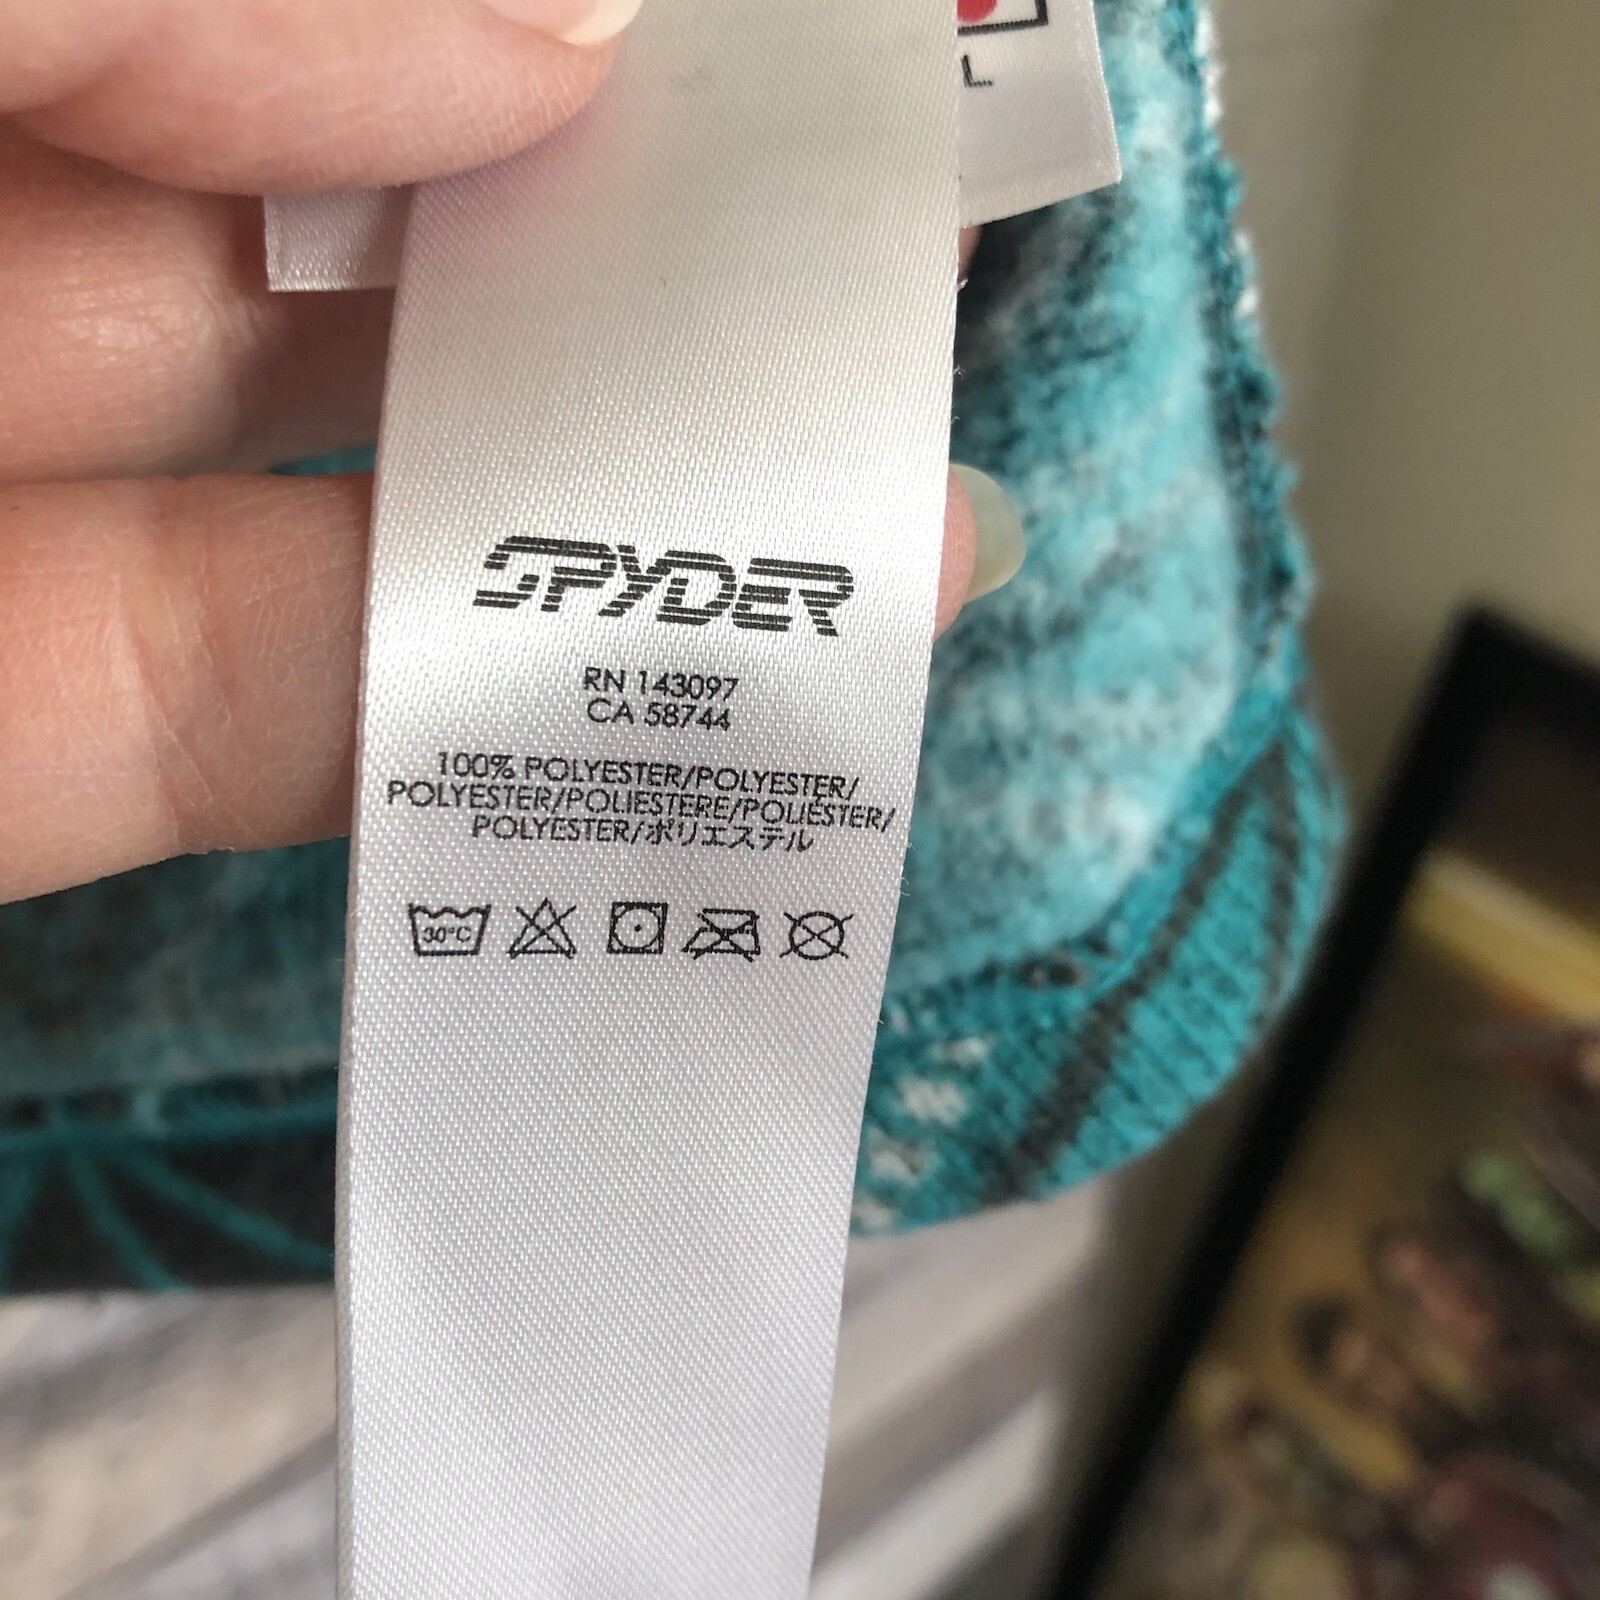 L
SPYDER
RN 143097
CA 58744
100% POLYESTER/POLYESTER/
POLYESTER/POLIESTERE/POLIÉSTER/
POLYESTER/ポリエステル
30°C